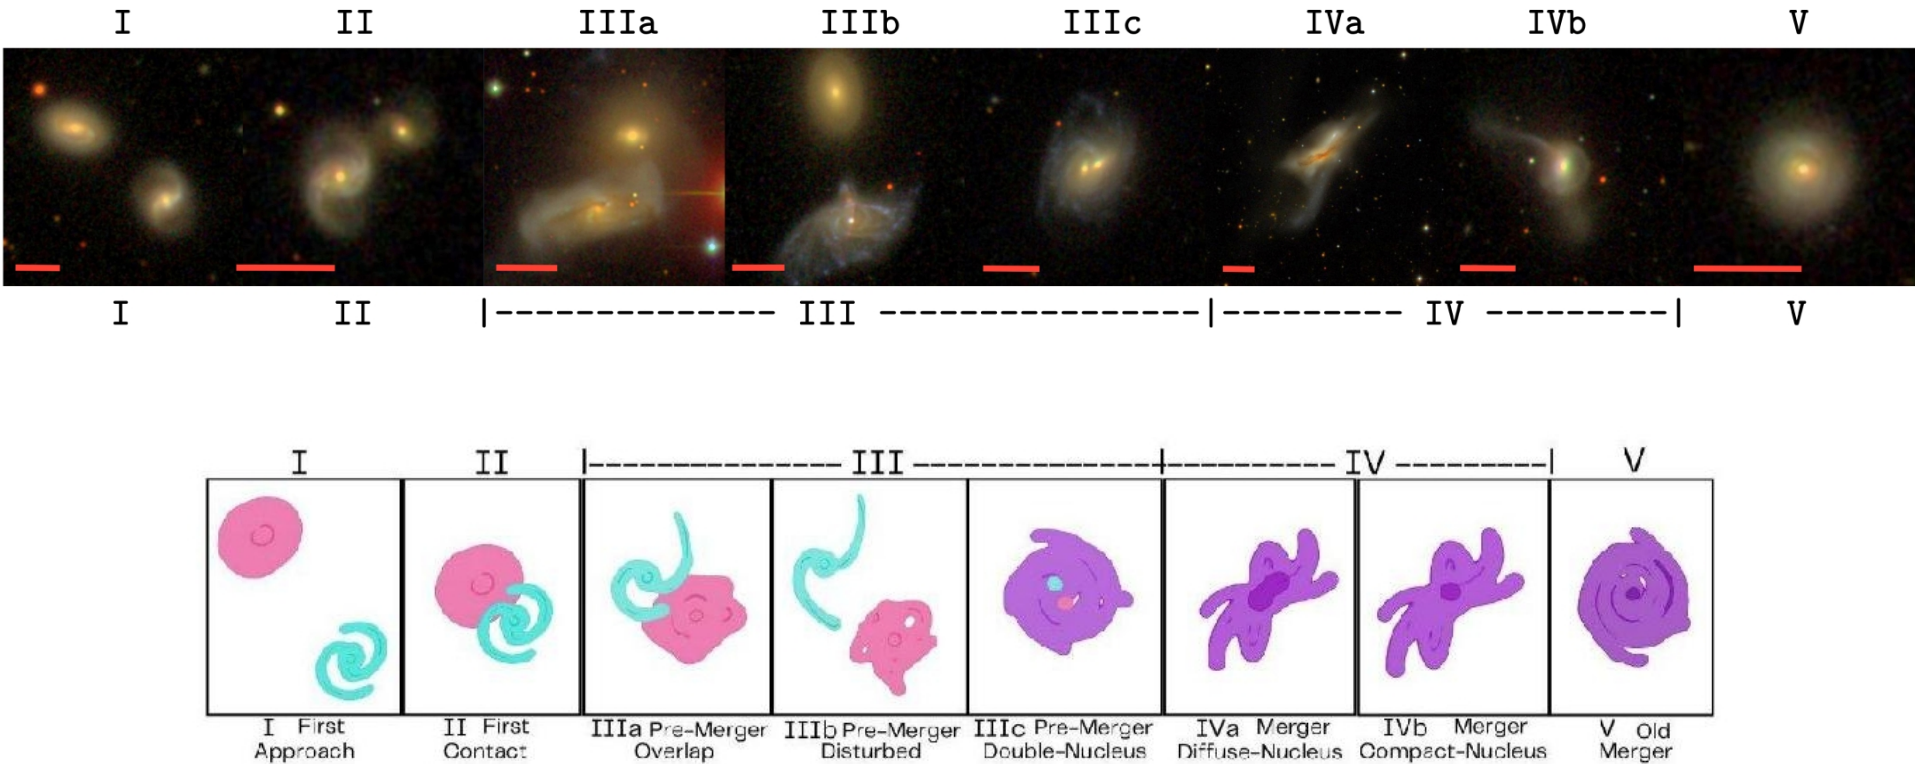 I II IIIa IIIb IIIc IVa IVb V
I II |-------------- III ----------------|--------- IV ---------| V
I II |------------- III -------------|--------- IV --------| V
I First Approach
II First Contact
IIIa Pre-Merger Overlap
IIIb Pre-Merger Disturbed
IIIc Pre-Merger Double-Nucleus
IVa Merger Diffuse-Nucleus
IVb Merger Compact-Nucleus
V Old Merger